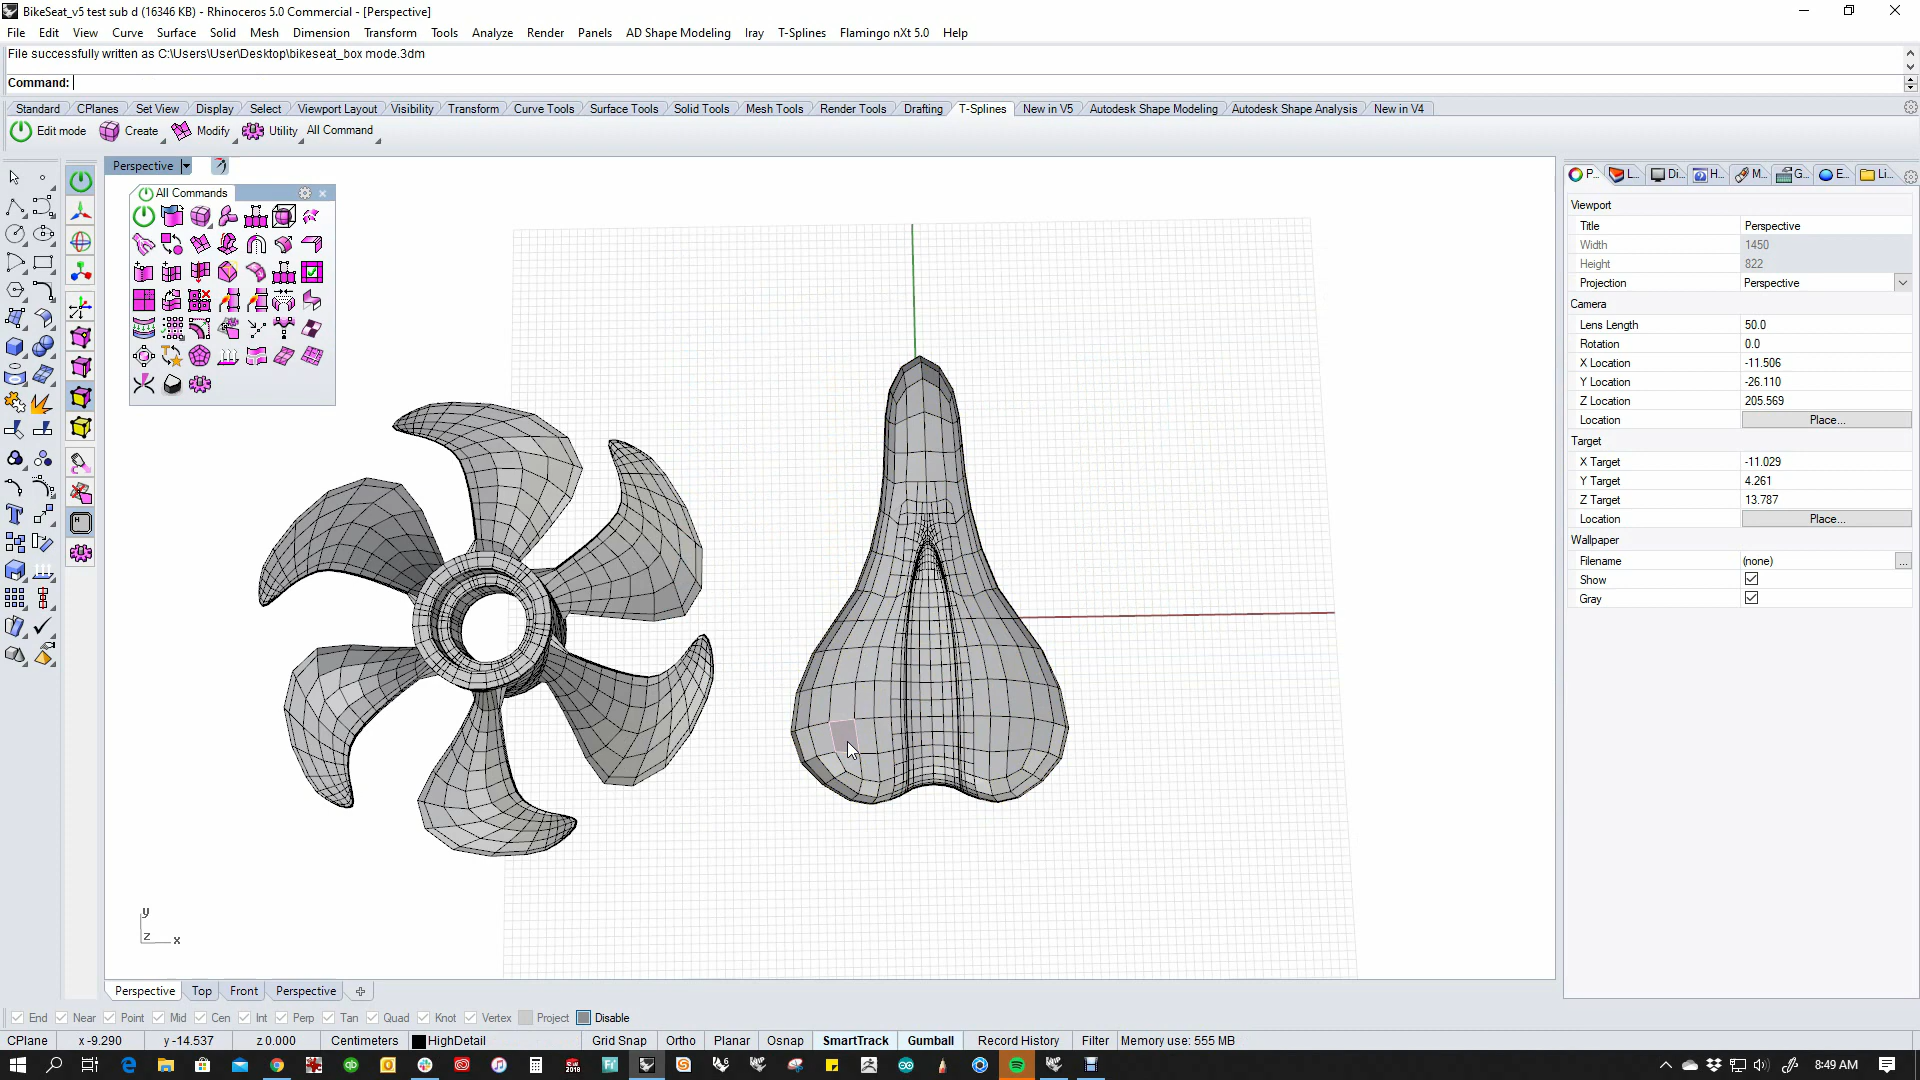 BikeSeat_v5 test sub d (16346 KB) - Rhinoceros 5.0 Commercial - [Perspective]
File Edit View Curve Surface Solid Mesh Dimension Transform Tools Analyze Render Panels AD Shape Modeling Iray T-Splines Flamingo nXt 5.0 Help
File successfully written as C:\Users\User\Desktop\bikeseat_box mode.3dm
Command:
Standard CPlanes Set View Display Select Viewport Layout Visibility Transform Curve Tools Surface Tools Solid Tools Mesh Tools Render Tools Drafting T-Splines New in V5 Autodesk Shape Modeling Autodesk Shape Analysis New in V4
Edit mode Create Modify Utility All Command
Perspective
All Commands
P... L... Di... H... M... G... E... Li...
Viewport
Title Perspective
Width 1450
Height 822
Projection Perspective
Camera
Lens Length 50.0
Rotation 0.0
X Location -11.506
Y Location -26.110
Z Location 205.569
Location Place...
Target
X Target -11.029
Y Target 4.261
Z Target 13.787
Location Place...
Wallpaper
Filename (none) ...
Show
Gray
y
z x
Perspective Top Front Perspective
End Near Point Mid Cen Int Perp Tan Quad Knot Vertex Project Disable
CPlane x -9.290 y -14.537 z 0.000 Centimeters HighDetail Grid Snap Ortho Planar Osnap SmartTrack Gumball Record History Filter Memory use: 555 MB
8:49 AM